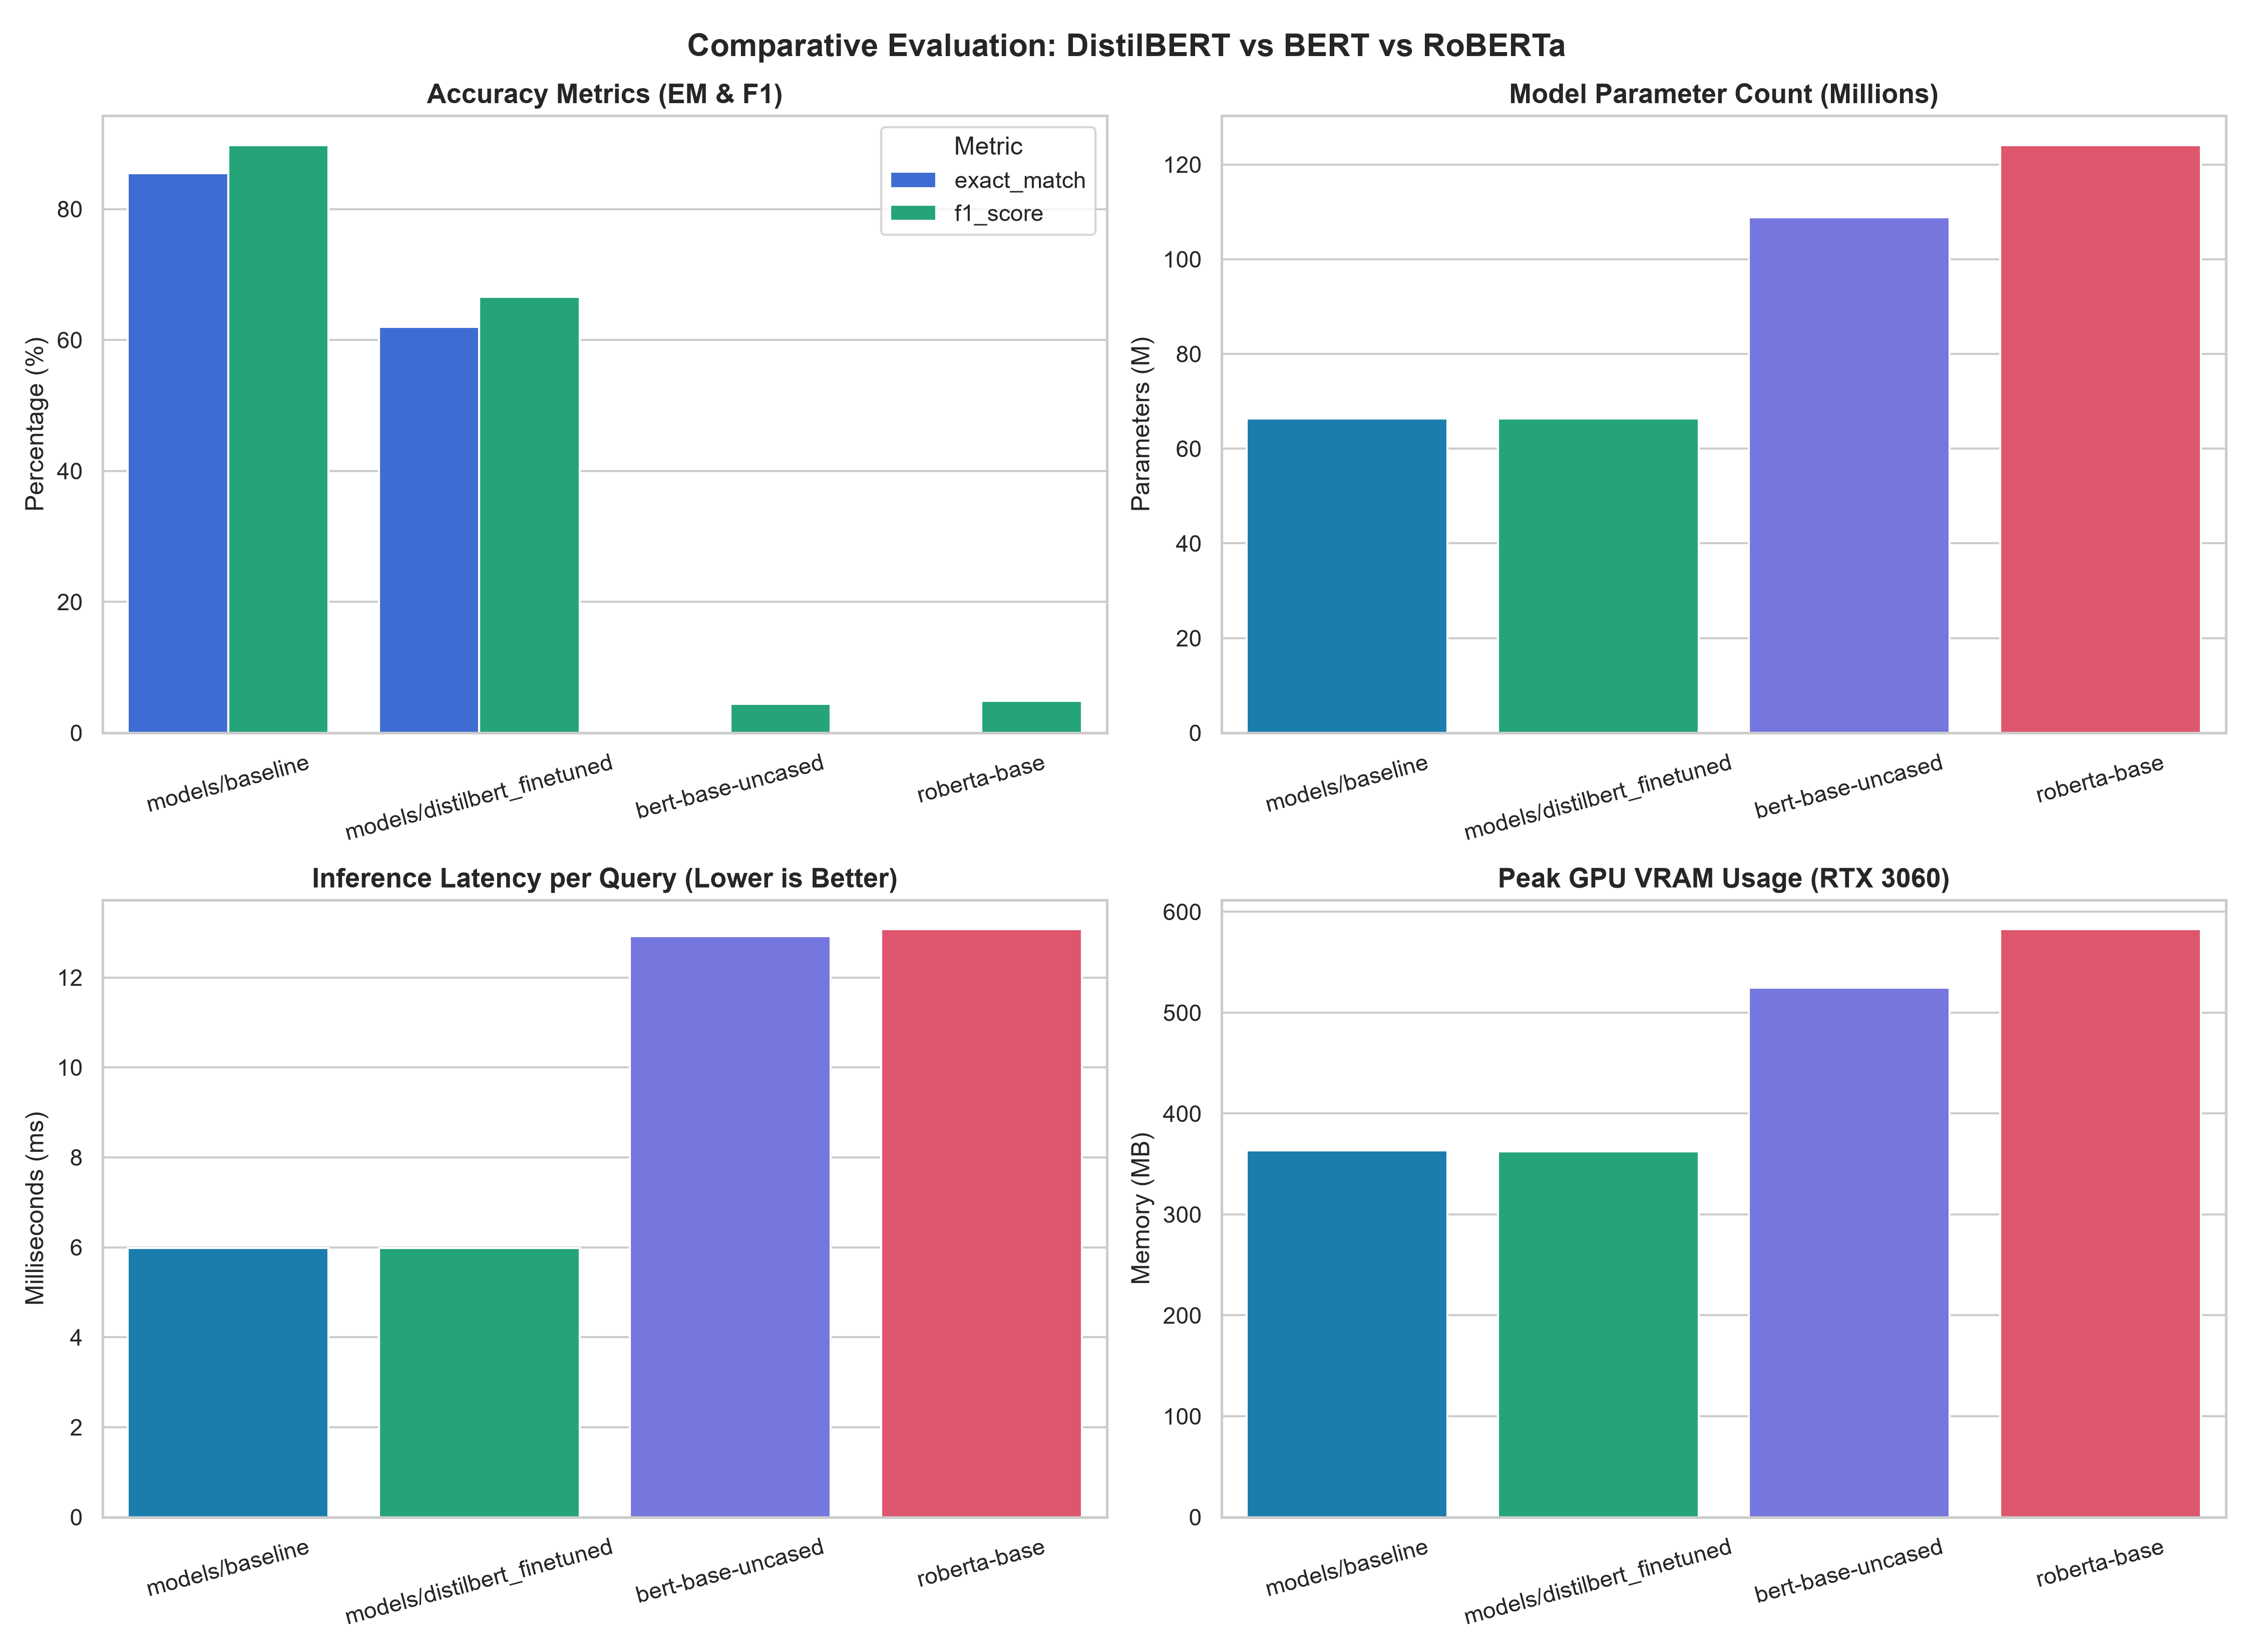 Comparative Evaluation: DistilBERT vs BERT vs RoBERTa
Accuracy Metrics (EM & F1)
Percentage (%)
80
60
40
20
0
Metric
exact_match
f1_score
models/baseline
models/distilbert_finetuned
bert-base-uncased
roberta-base
Model Parameter Count (Millions)
Parameters (M)
120
100
80
60
40
20
0
models/baseline
models/distilbert_finetuned
bert-base-uncased
roberta-base
Inference Latency per Query (Lower is Better)
Milliseconds (ms)
12
10
8
6
4
2
0
models/baseline
models/distilbert_finetuned
bert-base-uncased
roberta-base
Peak GPU VRAM Usage (RTX 3060)
Memory (MB)
600
500
400
300
200
100
0
models/baseline
models/distilbert_finetuned
bert-base-uncased
roberta-base